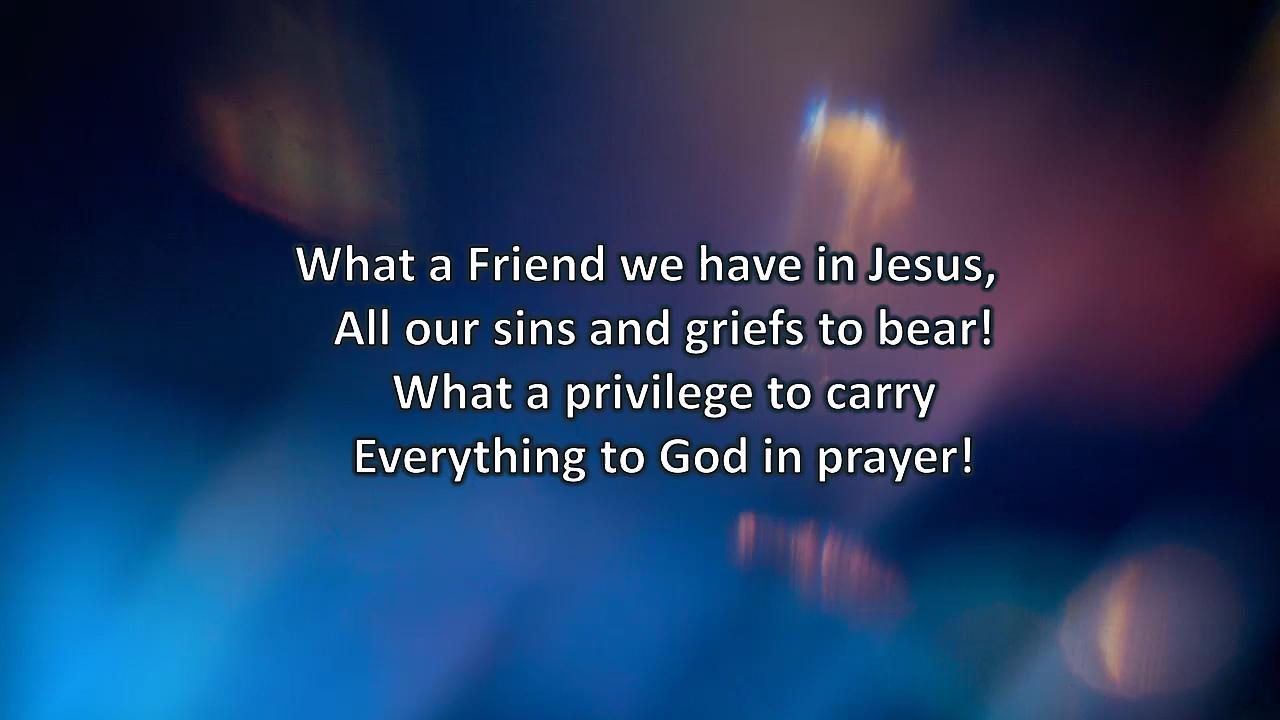 What a Friend we have in Jesus,
All our sins and griefs to bear!
What a privilege to carry
Everything to God in prayer!